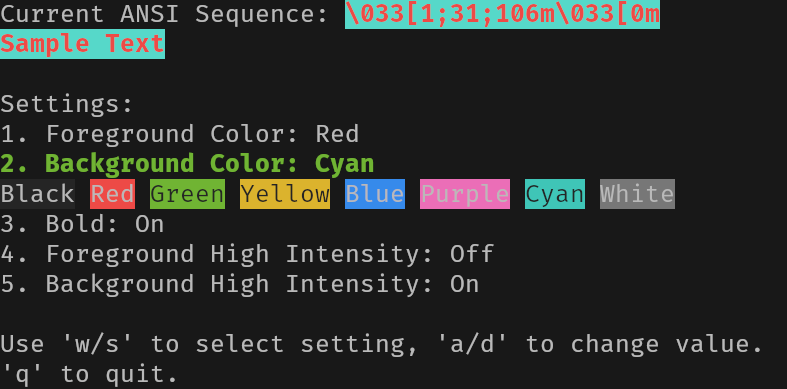 Current ANSI Sequence: \033[1;31;106m\033[0m
Sample Text
Settings:
1. Foreground Color: Red
2. Background Color: Cyan
Black Red Green Yellow Blue Purple Cyan White
3. Bold: On
4. Foreground High Intensity: Off
5. Background High Intensity: On
Use 'w/s' to select setting, 'a/d' to change value.
'q' to quit.